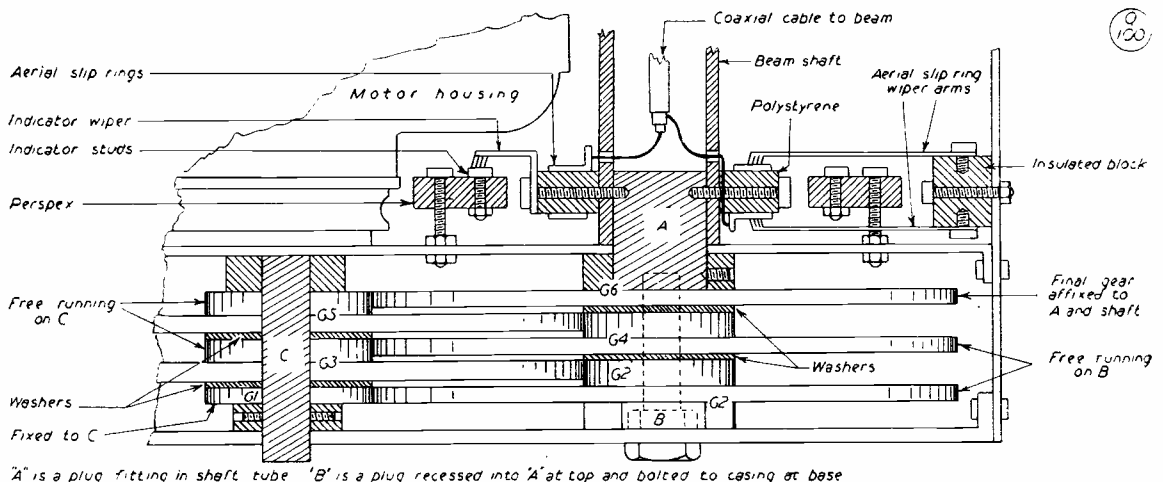 Coaxial cable to beam
Q
100
Aerial slip rings
Beam shaft
Aerial slip ring
wiper arms
Motor housing
Polystyrene
Indicator wiper
Indicator studs
Insulated block
Perspex
A
Free running
on C
G6
Final gear
affixed to
A and shaft
G5
C
G4
G3
Washers
Free running
on B
G2
Washers
G1
G2
Fixed to C
B
"A" is a plug fitting in shaft tube 'B' is a plug recessed into "A" at top and bolted to casing at base